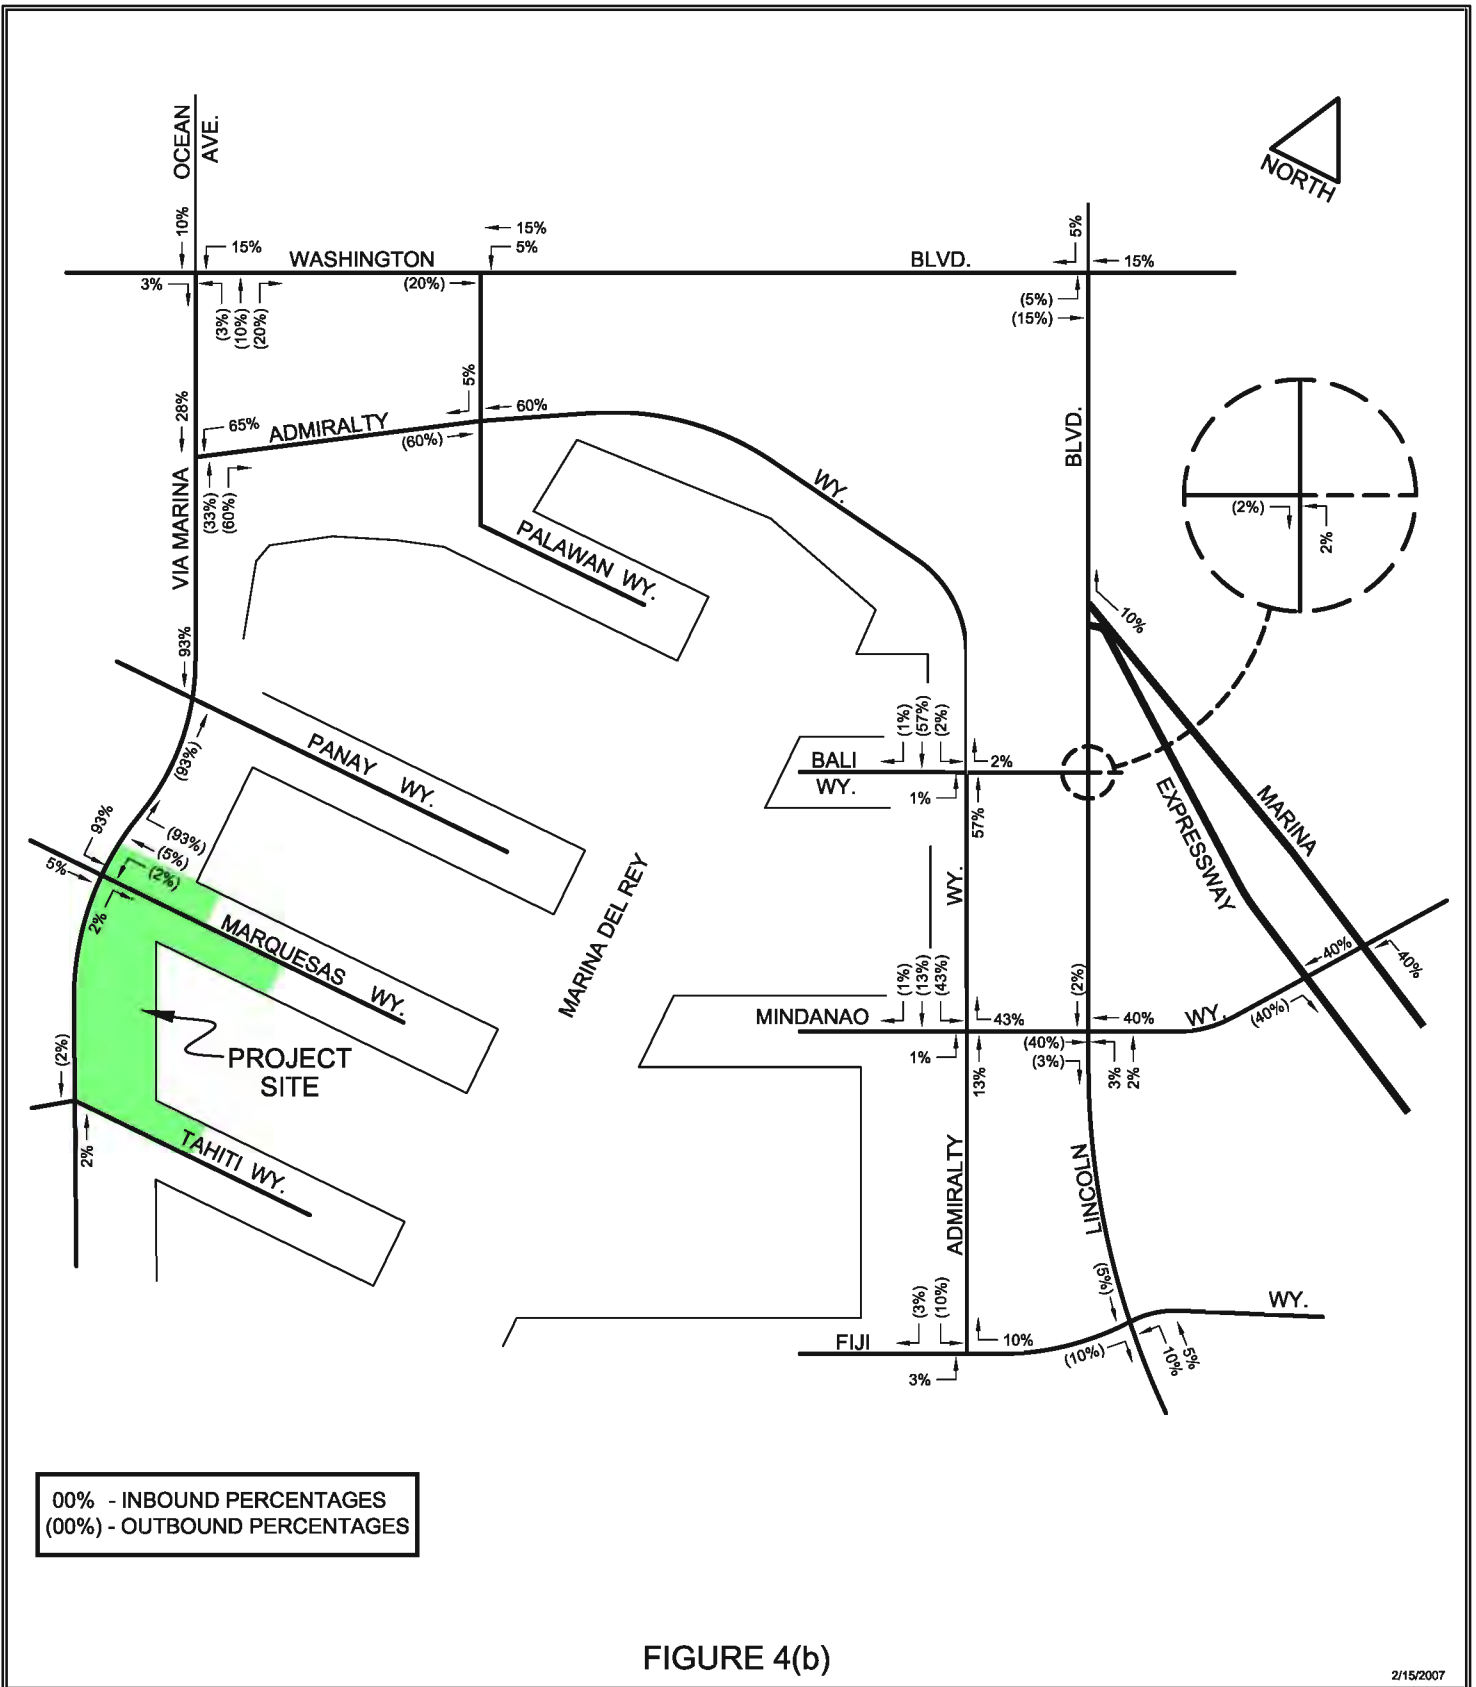 OCEAN
AVE.
NORTH
10%
15%
WASHINGTON
15%
5%
BLVD.
5%
15%
3%
(3%)
(10%)
(20%)
(20%)
(5%)
(15%)
28%
65%
ADMIRALTY
5%
60%
(60%)
WY.
BLVD.
VIA MARINA
(33%)
(60%)
PALAWAN WY.
(2%)
2%
10%
93%
(93%)
PANAY WY.
(1%)
(57%)
(2%)
BALI
WY.
2%
1%
57%
EXPRESSWAY
MARINA
93%
5%
(93%)
(5%)
(2%)
2%
MARQUESAS WY.
MARINA DEL REY
WY.
40%
40%
(40%)
(1%)
(13%)
(43%)
(2%)
MINDANAO
43%
40%
WY.
1%
13%
(40%)
(3%)
3%
2%
PROJECT
SITE
(2%)
2%
TAHITI WY.
ADMIRALTY
LINCOLN
(3%)
(10%)
(5%)
WY.
FIJI
10%
3%
(10%)
10%
5%
00% - INBOUND PERCENTAGES
(00%) - OUTBOUND PERCENTAGES
FIGURE 4(b)
2/15/2007